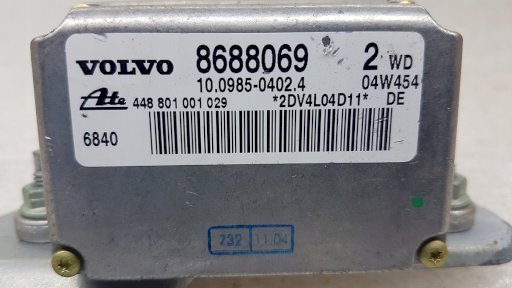 VOLVO 8688069 2 WD
10.0985-0402.4 04W454
Ate 448 801 001 029 *2DV4L04D11* DE
6840
732 11.04